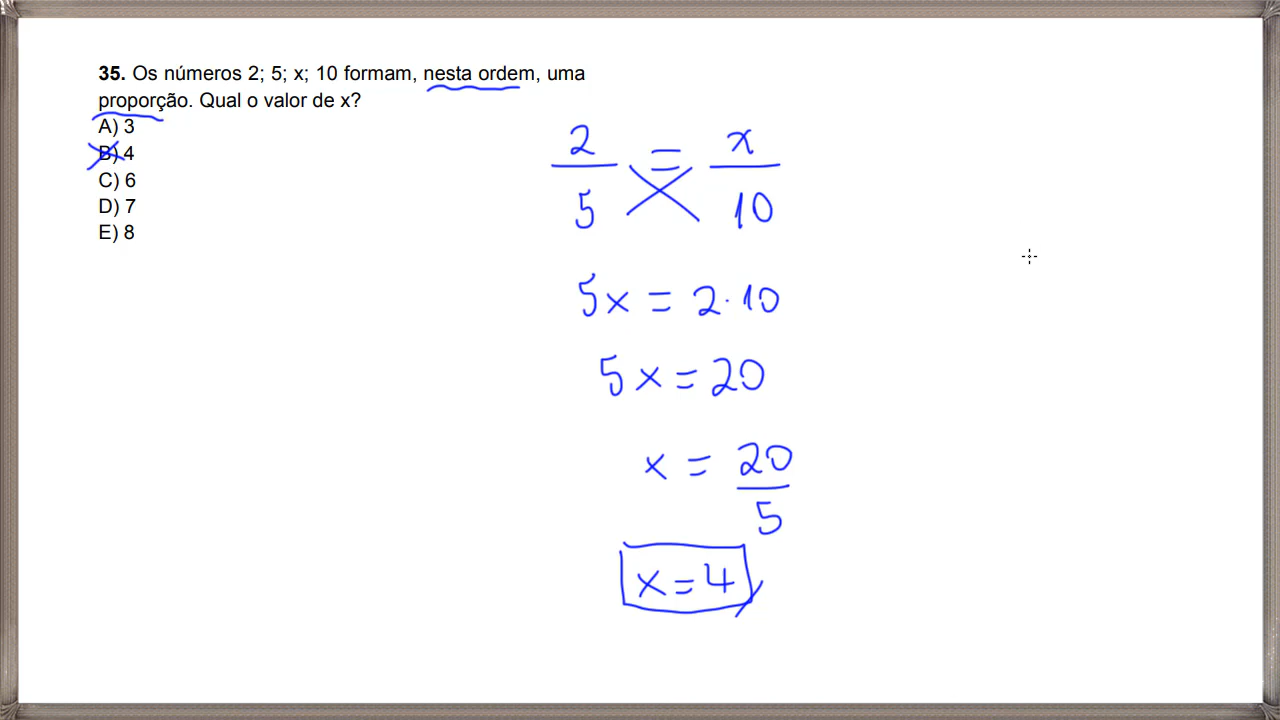 35. Os números 2; 5; x; 10 formam, nesta ordem, uma
proporção. Qual o valor de x?
A) 3
B) 4
C) 6
D) 7
E) 8
2/5 = x/10
5x = 2·10
5x = 20
x = 20/5
x = 4